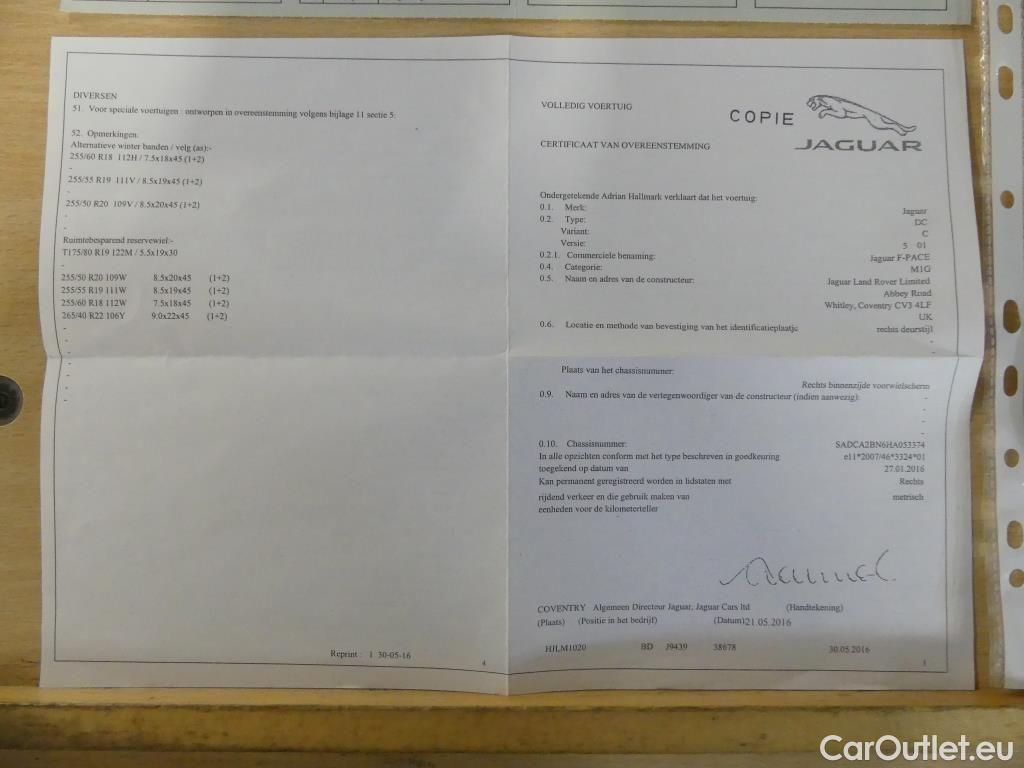 DIVERSEN
51. Voor speciale voertuigen : ontworpen in overeenstemming volgens bijlage 11 sectie 5:
52. Opmerkingen:
Alternatieve winter banden / velg (as):-
255/60 R18 112H / 7.5x18x45 (1+2)
-
255/55 R19 111V / 8.5x19x45 (1+2)
-
255/50 R20 109V / 8.5x20x45 (1+2)
-
-
Ruimtebesparend reservewiel:-
T175/80 R19 122M / 5.5x19x30
-
255/50 R20 109W 8.5x20x45 (1+2)
255/55 R19 111W 8.5x19x45 (1+2)
255/60 R18 112W 7.5x18x45 (1+2)
265/40 R22 106Y 9.0x22x45 (1+2)
-
-
-
-
-
-
-
Reprint : 1 30-05-16
4
VOLLEDIG VOERTUIG
COPIE
JAGUAR
CERTIFICAAT VAN OVEREENSTEMMING
Ondergetekende Adrian Hallmark verklaart dat het voertuig:
0.1. Merk: Jaguar
0.2. Type: DC
Variant: C
Versie: 5 01
0.2.1. Commerciele benaming: Jaguar F-PACE
0.4. Categorie: M1G
0.5. Naam en adres van de constructeur: Jaguar Land Rover Limited
Abbey Road
Whitley, Coventry CV3 4LF
UK
0.6. Locatie en methode van bevestiging van het identificatieplaatje rechts deurstijl
-
Plaats van het chassisnummer:
Rechts binnenzijde voorwielscherm
0.9. Naam en adres van de vertegenwoordiger van de constructeur (indien aanwezig): -
-
-
-
0.10. Chassisnummer: SADCA2BN6HA053374
In alle opzichten conform met het type beschreven in goedkeuring e11*2007/46*3324*01
toegekend op datum van 27.01.2016
Kan permanent geregistreerd worden in lidstaten met Rechts
rijdend verkeer en die gebruik maken van metrisch
eenheden voor de kilometerteller
COVENTRY Algemeen Directeur Jaguar, Jaguar Cars ltd (Handtekening)
(Plaats) (Positie in het bedrijf) (Datum)21.05.2016
HJLM1020 BD J9439 38678 30.05.2016
1
CarOutlet.eu